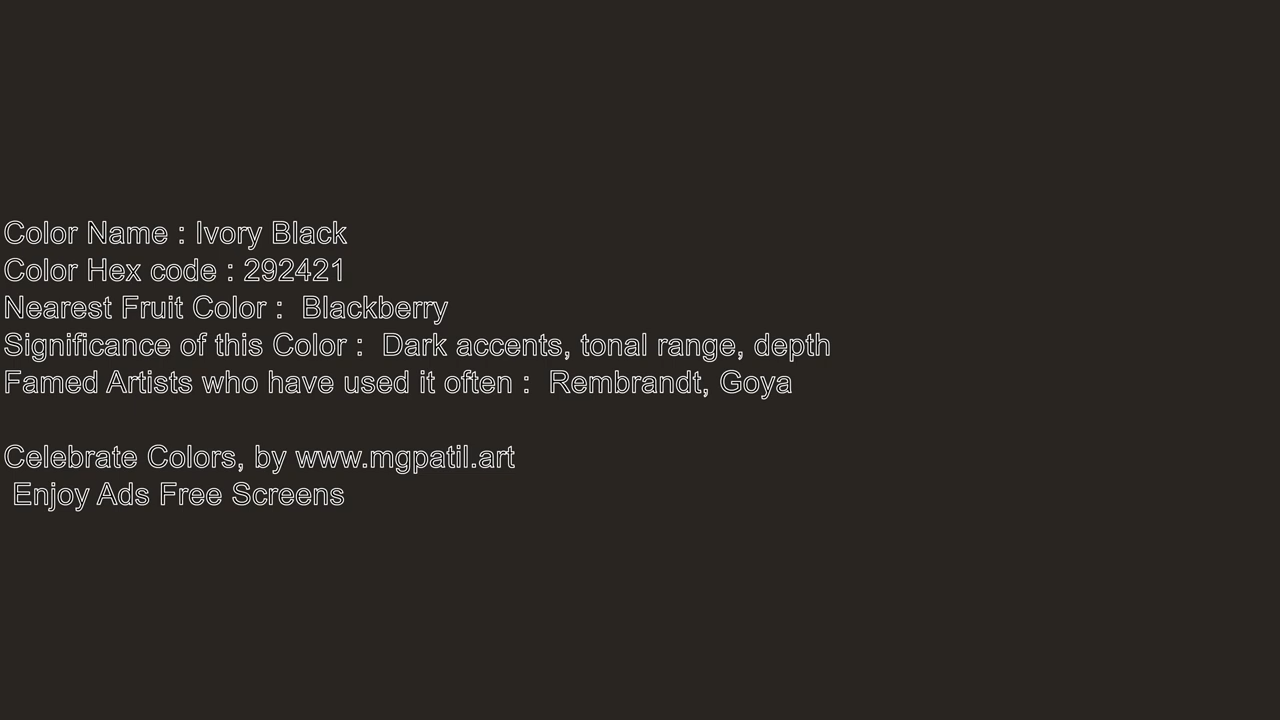 Color Name : Ivory Black
Color Hex code : 292421
Nearest Fruit Color :  Blackberry
Significance of this Color :  Dark accents, tonal range, depth
Famed Artists who have used it often :  Rembrandt, Goya
Celebrate Colors, by www.mgpatil.art
Enjoy Ads Free Screens